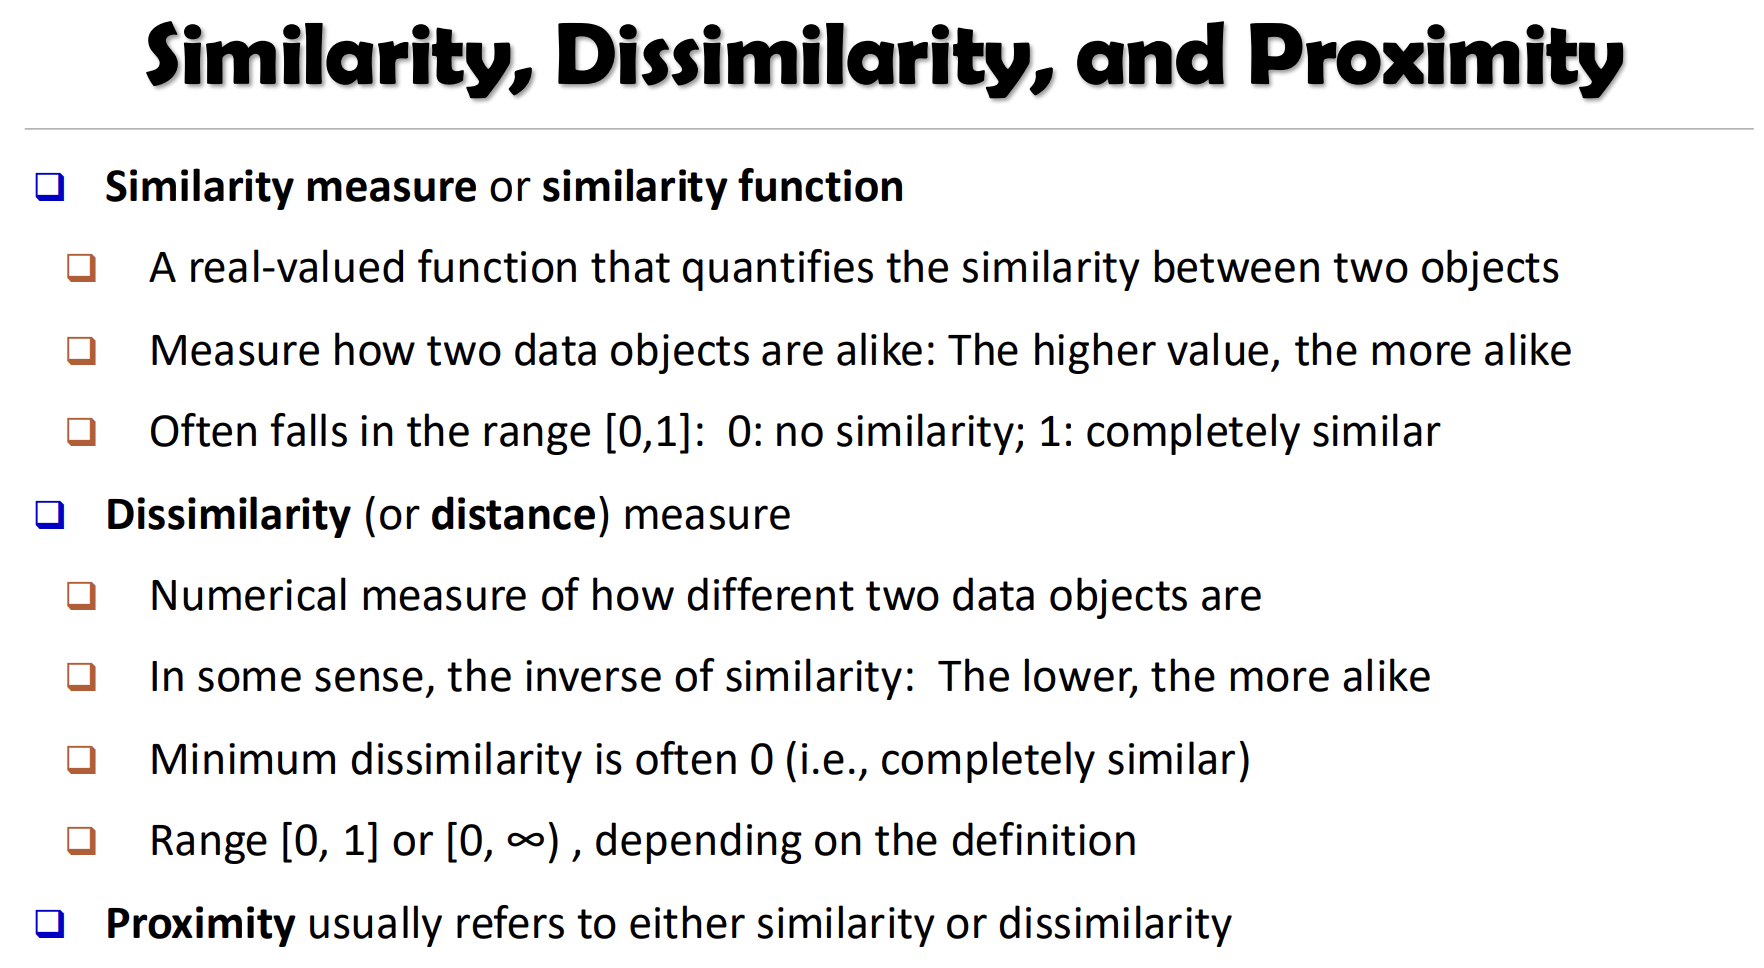 Similarity, Dissimilarity, and Proximity
❑ Similarity measure or similarity function
❑ A real-valued function that quantifies the similarity between two objects
❑ Measure how two data objects are alike: The higher value, the more alike
❑ Often falls in the range [0,1]:  0: no similarity; 1: completely similar
❑ Dissimilarity (or distance) measure
❑ Numerical measure of how different two data objects are
❑ In some sense, the inverse of similarity:  The lower, the more alike
❑ Minimum dissimilarity is often 0 (i.e., completely similar)
❑ Range [0, 1] or [0, ∞) , depending on the definition
❑ Proximity usually refers to either similarity or dissimilarity